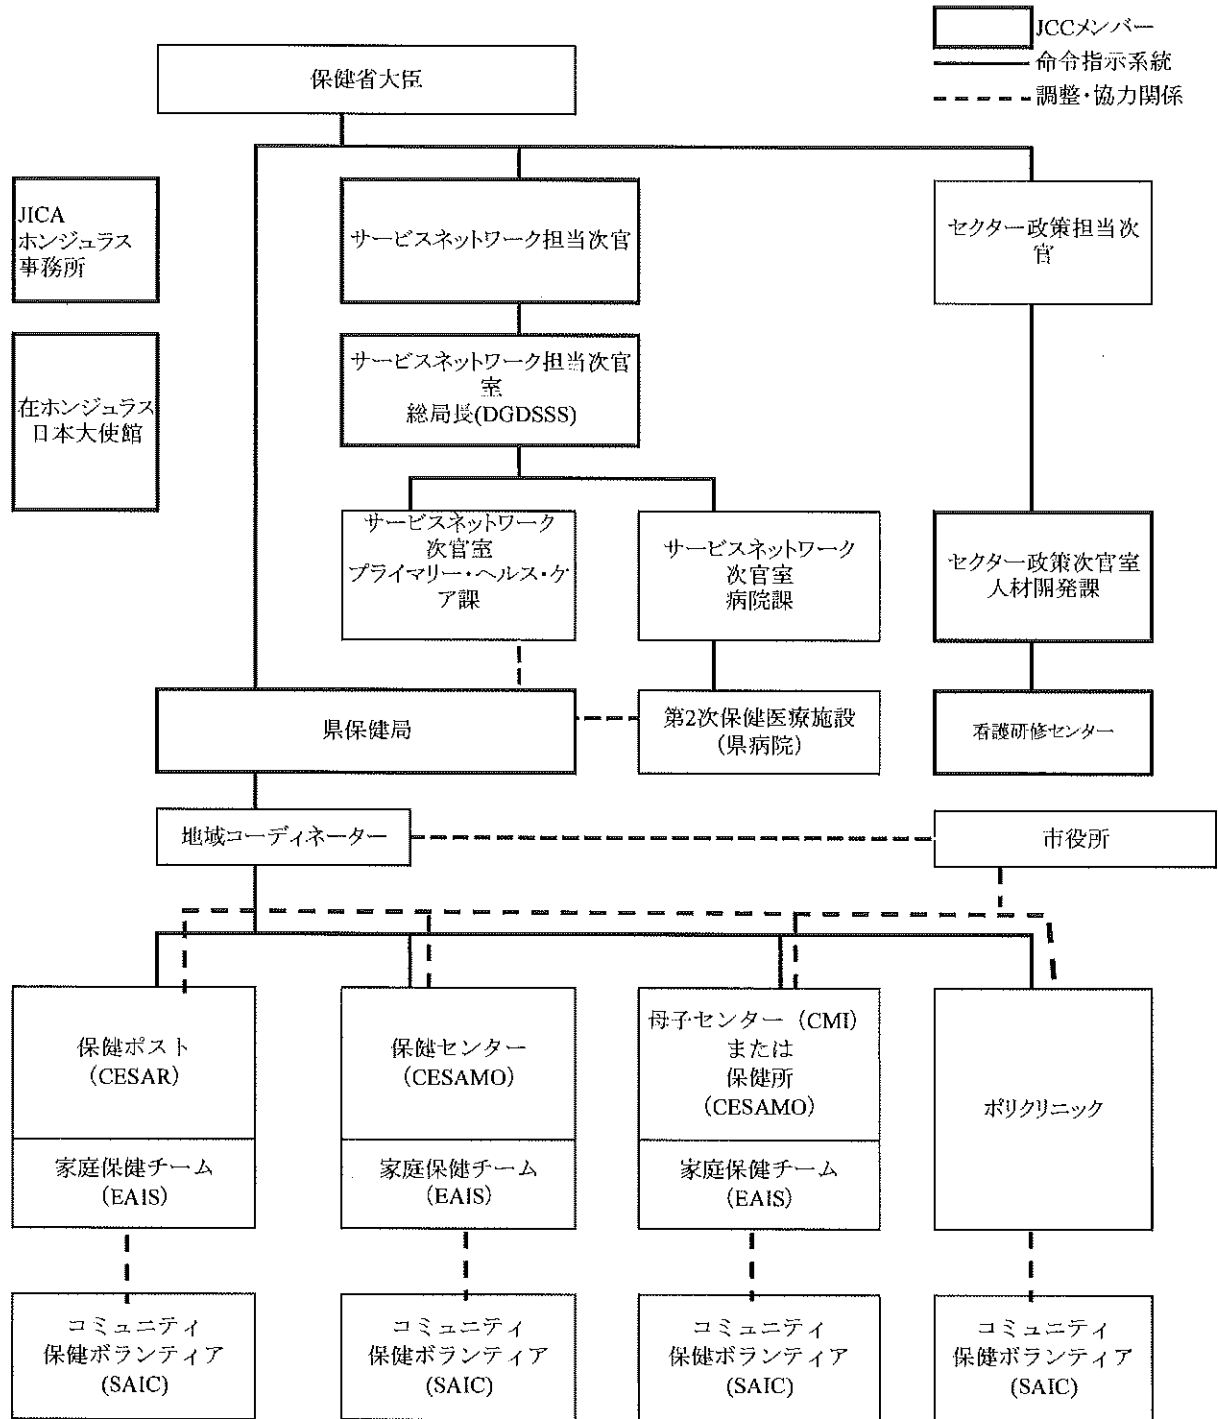 JCCメンバー
命令指示系統
調整・協力関係
保健省大臣
JICA
ホンジュラス
事務所
サービスネットワーク担当次官
セクター政策担当次
官
在ホンジュラス
日本大使館
サービスネットワーク担当次官
室
総局長(DGDSSS)
サービスネットワーク
次官室
プライマリー・ヘルス・ケ
ア課
サービスネットワーク
次官室
病院課
セクター政策次官室
人材開発課
県保健局
第2次保健医療施設
(県病院)
看護研修センター
地域コーディネーター
市役所
保健ポスト
(CESAR)
保健センター
(CESAMO)
母子センター(CMI)
または
保健所
(CESAMO)
ポリクリニック
家庭保健チーム
(EAIS)
家庭保健チーム
(EAIS)
家庭保健チーム
(EAIS)
コミュニティ
保健ボランティア
(SAIC)
コミュニティ
保健ボランティア
(SAIC)
コミュニティ
保健ボランティア
(SAIC)
コミュニティ
保健ボランティア
(SAIC)